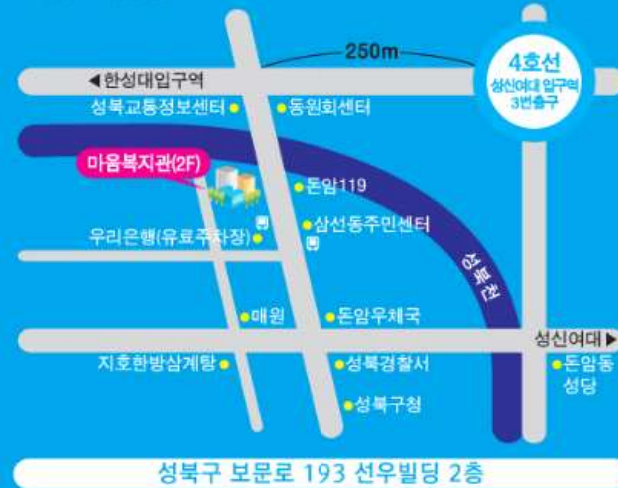 250m
4호선
성신여대 입구역
3번출구
◀한성대입구역
성북교통정보센터
동원회센터
마음복지관(2F)
돈암119
삼선동주민센터
우리은행(유료주차장)
성북천
매원
돈암우체국
성신여대▶
지호한방삼계탕
성북경찰서
돈암동
성당
성북구청
성북구 보문로 193 선우빌딩 2층